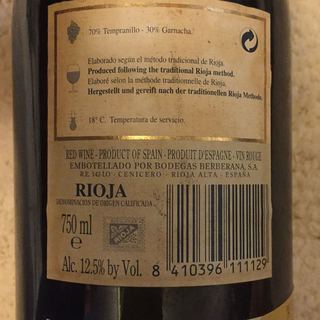 70% Tempranillo - 30% Garnacha.
Elaborado según el método tradicional de Rioja.
Produced following the traditional Rioja method.
Elaboré selon la méthode traditionnelle de Rioja.
Hergestellt und gereift nach der traditionellen Rioja Methode.
18° C. Temperatura de servicio.
RED WINE - PRODUCT OF SPAIN - PRODUIT D'ESPAGNE - VIN ROUGE
EMBOTELLADO POR BODEGAS BERBERANA, S.A.
CENICERO - RIOJA ALTA - ESPAÑA
RIOJA
DENOMINACIÓN DE ORIGEN CALIFICADA
750 ml
e
RIOJA
Alc. 12.5% by Vol.
8 410396 111129